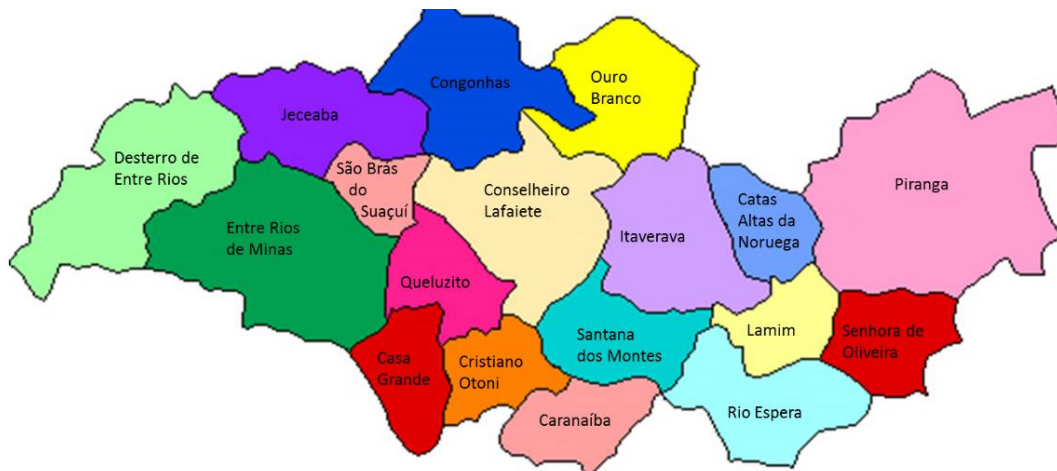 Congonhas
Ouro
Branco
Jeceaba
Desterro de
Entre Rios
São Brás
do
Suaçuí
Conselheiro
Lafaiete
Piranga
Catas
Altas da
Noruega
Entre Rios
de Minas
Itaverava
Queluzito
Lamim
Santana
dos Montes
Senhora de
Oliveira
Casa
Grande
Cristiano
Otoni
Caranaíba
Rio Espera